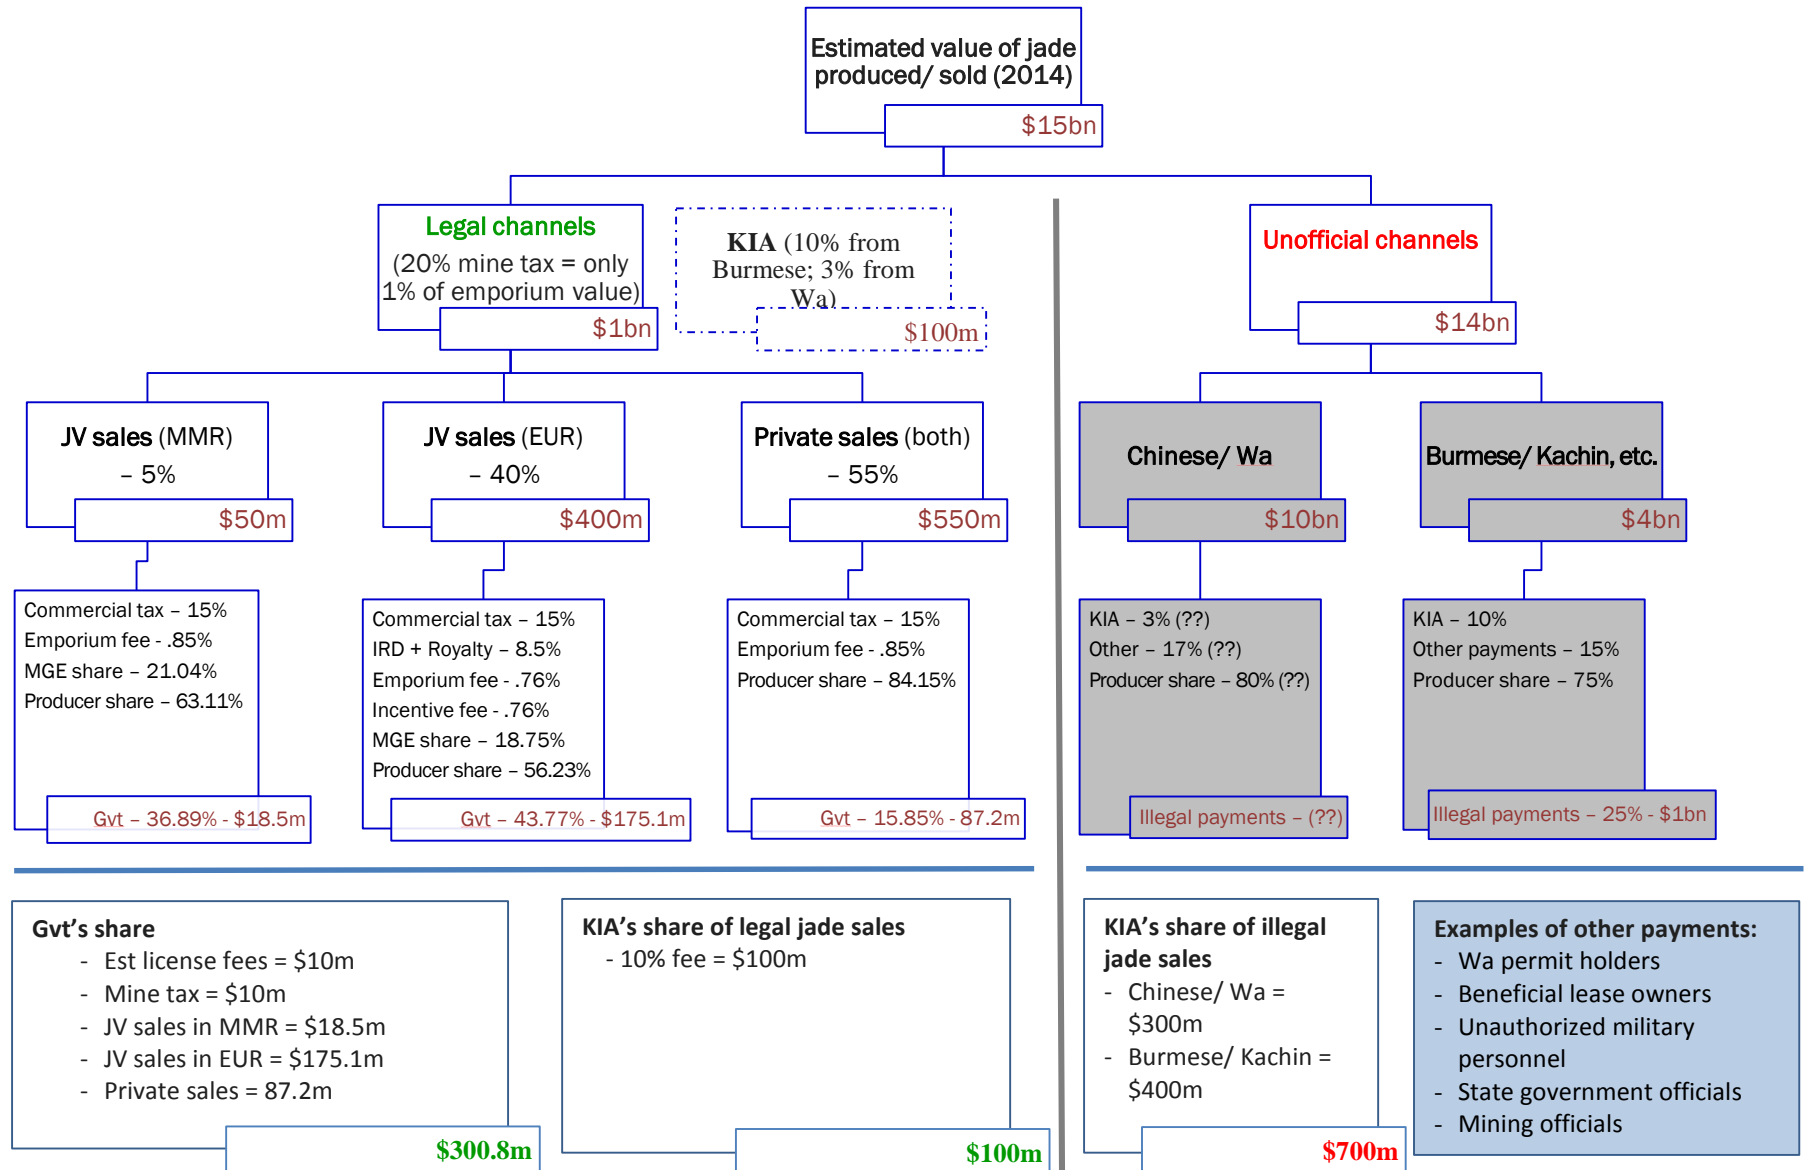 Estimated value of jade
produced/ sold (2014)
$15bn
Legal channels
(20% mine tax = only
1% of emporium value)
$1bn
KIA (10% from
Burmese; 3% from
Wa)
$100m
Unofficial channels
$14bn
JV sales (MMR)
– 5%
$50m
JV sales (EUR)
– 40%
$400m
Private sales (both)
– 55%
$550m
Chinese/ Wa
$10bn
Burmese/ Kachin, etc.
$4bn
Commercial tax – 15%
Emporium fee - .85%
MGE share – 21.04%
Producer share – 63.11%
Gvt – 36.89% - $18.5m
Commercial tax – 15%
IRD + Royalty – 8.5%
Emporium fee - .76%
Incentive fee - .76%
MGE share – 18.75%
Producer share – 56.23%
Gvt – 43.77% - $175.1m
Commercial tax – 15%
Emporium fee - .85%
Producer share – 84.15%
Gvt – 15.85% - 87.2m
KIA – 3% (??)
Other – 17% (??)
Producer share – 80% (??)
Illegal payments – (??)
KIA – 10%
Other payments – 15%
Producer share – 75%
Illegal payments – 25% - $1bn
Gvt’s share
- Est license fees = $10m
- Mine tax = $10m
- JV sales in MMR = $18.5m
- JV sales in EUR = $175.1m
- Private sales = 87.2m
$300.8m
KIA’s share of legal jade sales
- 10% fee = $100m
$100m
KIA’s share of illegal
jade sales
- Chinese/ Wa =
$300m
- Burmese/ Kachin =
$400m
$700m
Examples of other payments:
- Wa permit holders
- Beneficial lease owners
- Unauthorized military
personnel
- State government officials
- Mining officials